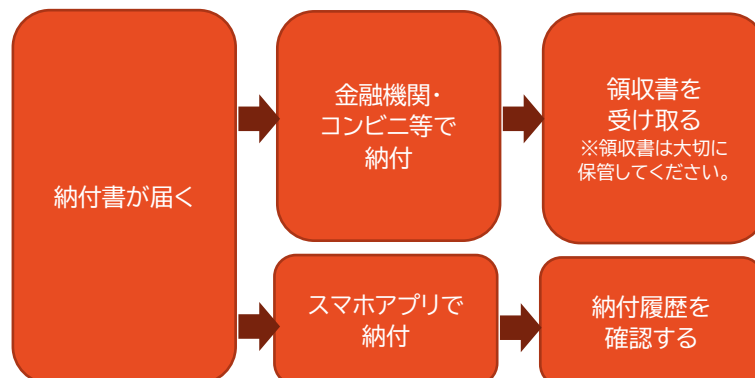 納付書が届く
金融機関・
コンビニ等で
納付
領収書を
受け取る
※領収書は大切に
保管してください。
スマホアプリで
納付
納付履歴を
確認する